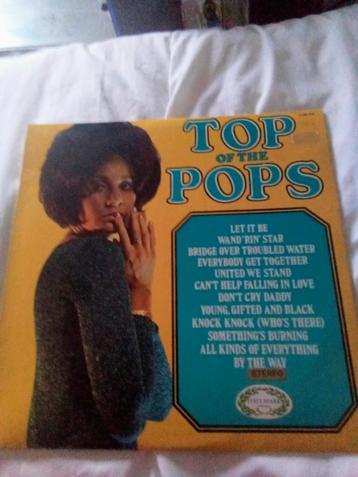 TOP
OF THE
POPS
LET IT BE
WAND'RIN' STAR
BRIDGE OVER TROUBLED WATER
EVERYBODY GET TOGETHER
UNITED WE STAND
CAN'T HELP FALLING IN LOVE
DON'T CRY DADDY
YOUNG, GIFTED AND BLACK
KNOCK KNOCK (WHO'S THERE)
SOMETHING'S BURNING
ALL KINDS OF EVERYTHING
BY THE WAY
STEREO
HALLMARK